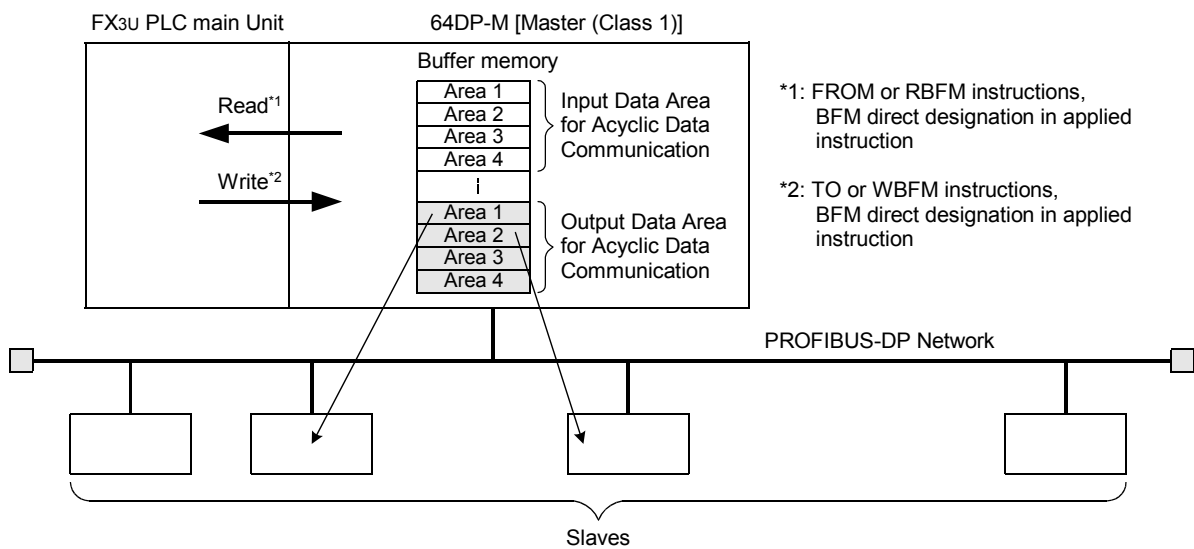 FX3U PLC main Unit
64DP-M [Master (Class 1)]
Buffer memory
Read*1
Write*2
Area 1
Area 2
Area 3
Area 4
Input Data Area
for Acyclic Data
Communication
Area 1
Area 2
Area 3
Area 4
Output Data Area
for Acyclic Data
Communication
*1: FROM or RBFM instructions,
BFM direct designation in applied
instruction
*2: TO or WBFM instructions,
BFM direct designation in applied
instruction
PROFIBUS-DP Network
Slaves